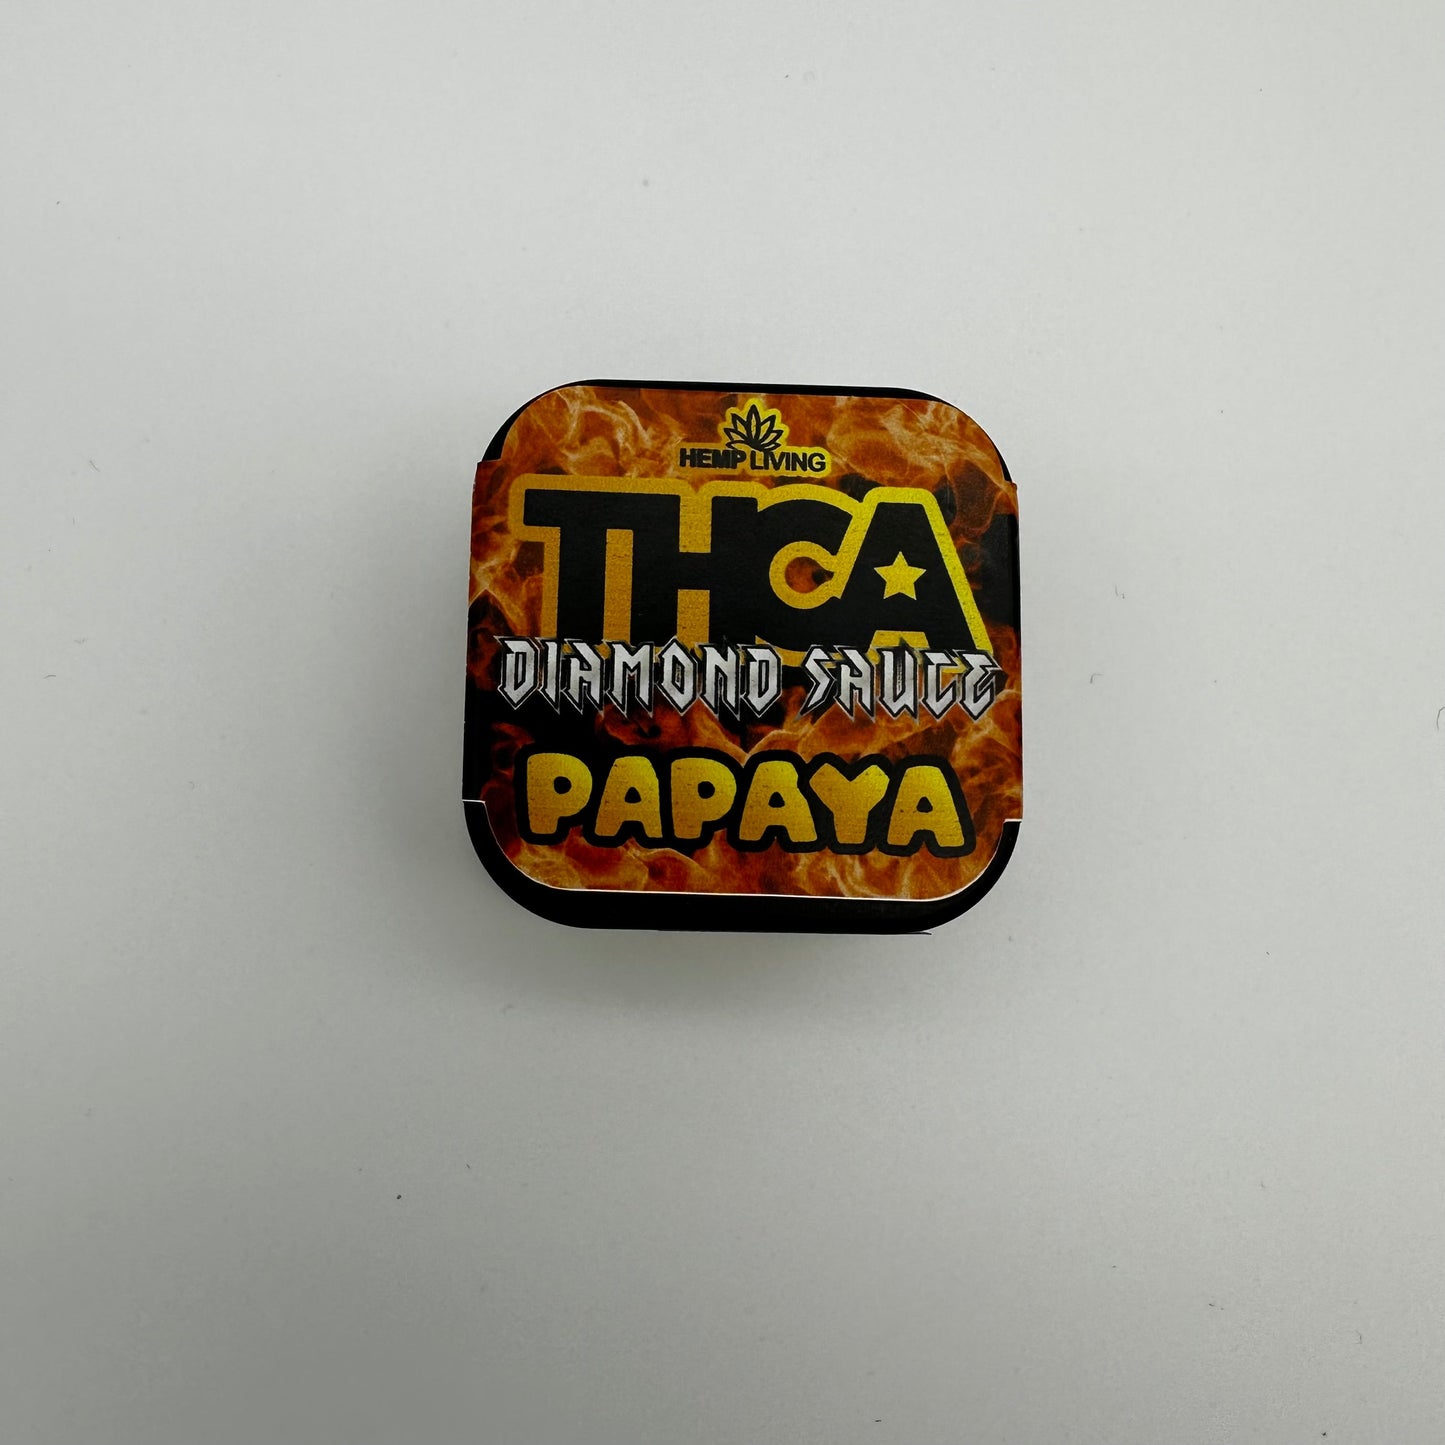 HEMP LIVING
THCA
DIAMOND SAUCE
PAPAYA